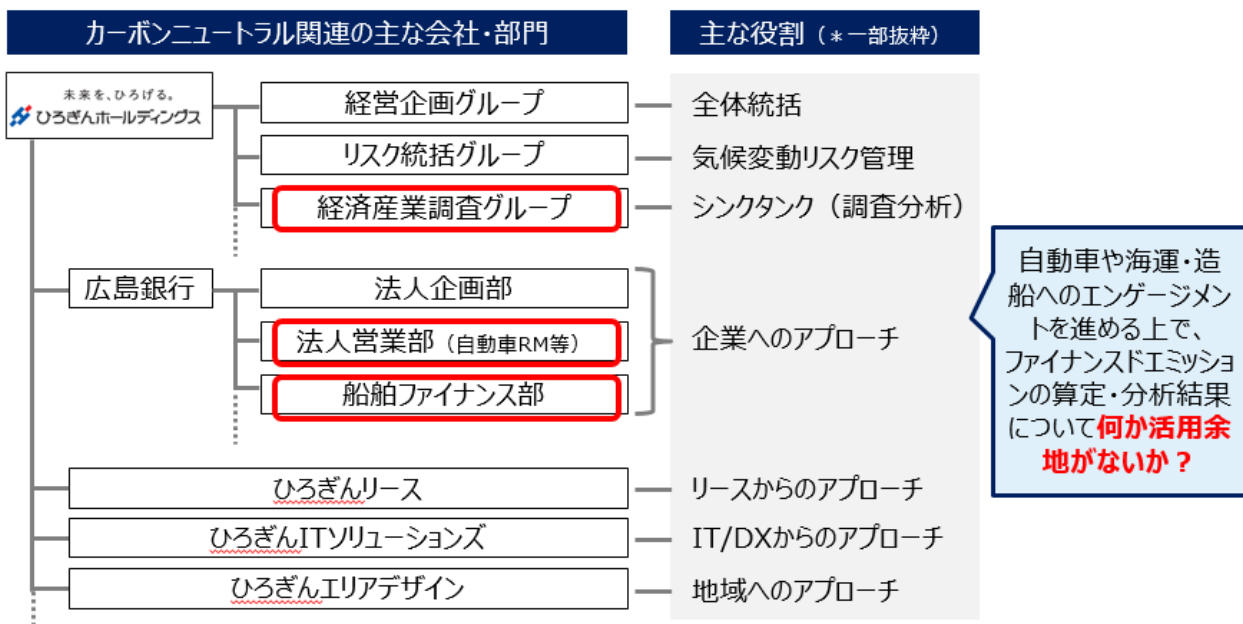 カーボンニュートラル関連の主な会社・部門
主な役割（＊一部抜粋）
未来を、ひろげる。
ひろぎんホールディングス
経営企画グループ
全体統括
リスク統括グループ
気候変動リスク管理
経済産業調査グループ
シンクタンク（調査分析）
広島銀行
法人企画部
法人営業部（自動車RM等）
企業へのアプローチ
船舶ファイナンス部
自動車や海運・造
船へのエンゲージメン
トを進める上で、
ファイナンスドエミッショ
ンの算定・分析結果
について何か活用余
地がないか？
ひろぎんリース
リースからのアプローチ
ひろぎんITソリューションズ
IT/DXからのアプローチ
ひろぎんエリアデザイン
地域へのアプローチ